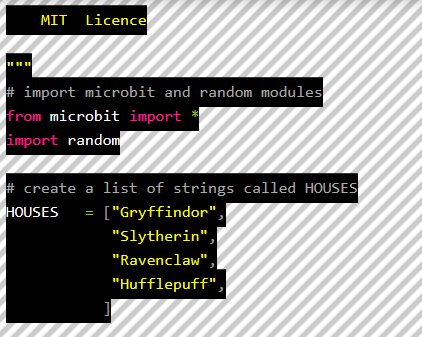 MIT  Licence

"""
# import microbit and random modules
from microbit import *
import random

# create a list of strings called HOUSES
HOUSES   = ["Gryffindor",
            "Slytherin",
            "Ravenclaw",
            "Hufflepuff",
           ]